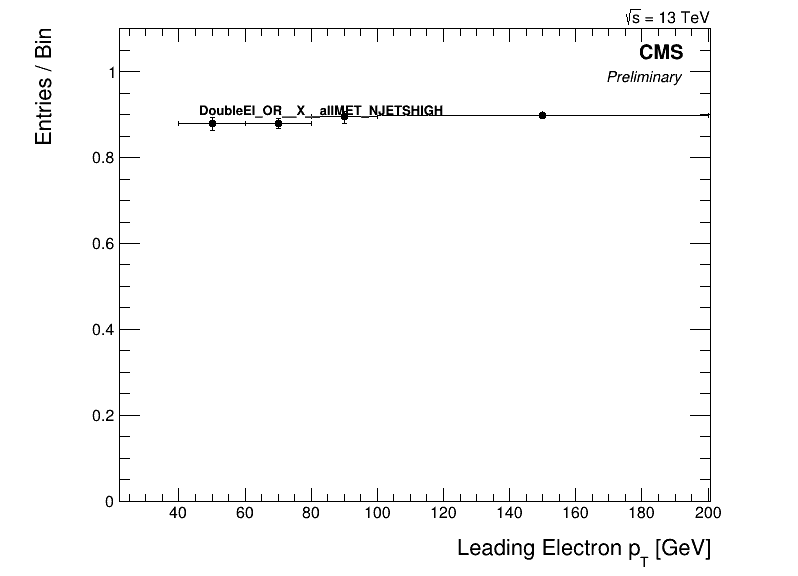 √s = 13 TeV
CMS
Preliminary
Entries / Bin
DoubleEl_OR__X__allMET_NJETSHIGH
1
0.8
0.6
0.4
0.2
0
40 60 80 100 120 140 160 180 200
Leading Electron p_T [GeV]